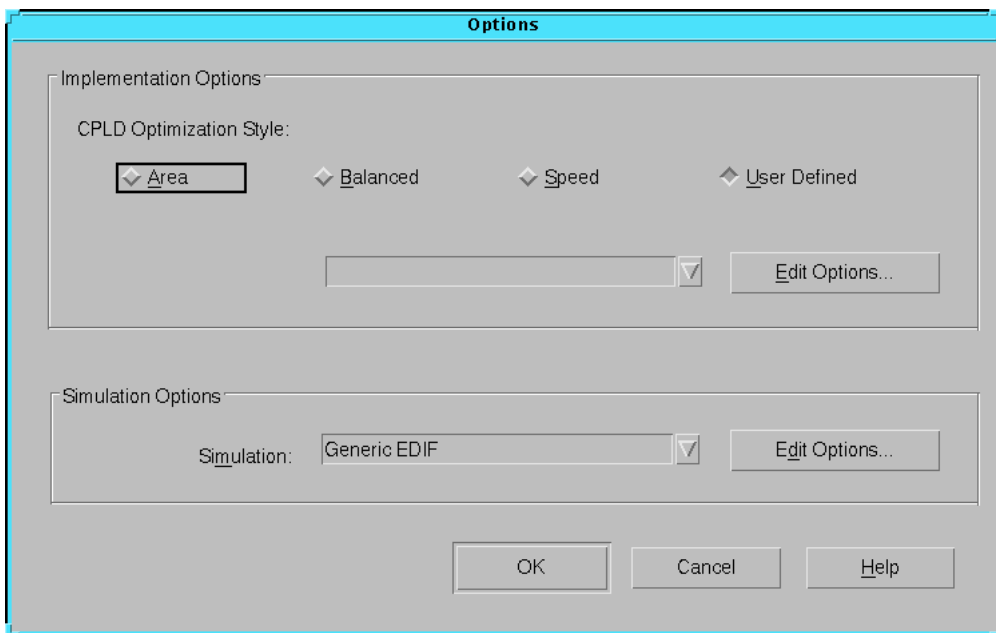 Options
Implementation Options
CPLD Optimization Style:
Area Balanced Speed User Defined
Edit Options...
Simulation Options
Simulation: Generic EDIF Edit Options...
OK Cancel Help